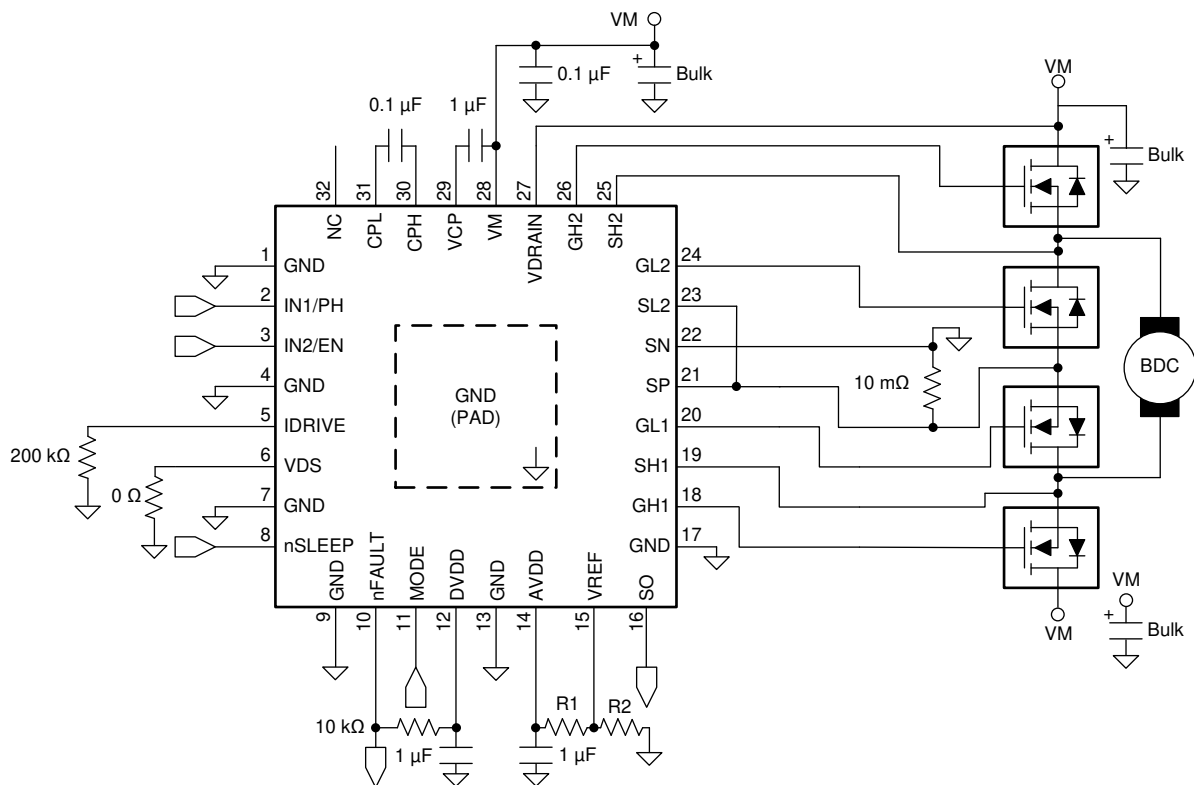 VM
0.1 µF
Bulk
VM
0.1 µF
1 µF
Bulk
32
31
30
29
28
27
26
25
NC
CPL
CPH
VCP
VM
VDRAIN
GH2
SH2
1
GND
GL2
24
2
IN1/PH
SL2
23
3
IN2/EN
SN
22
4
GND
GND
(PAD)
SP
21
10 mΩ
BDC
5
IDRIVE
GL1
20
200 kΩ
6
VDS
SH1
19
0 Ω
7
GND
GH1
18
8
nSLEEP
GND
17
GND
nFAULT
MODE
DVDD
GND
AVDD
VREF
SO
9
10
11
12
13
14
15
16
VM
VM
Bulk
10 kΩ
1 µF
R1
R2
1 µF